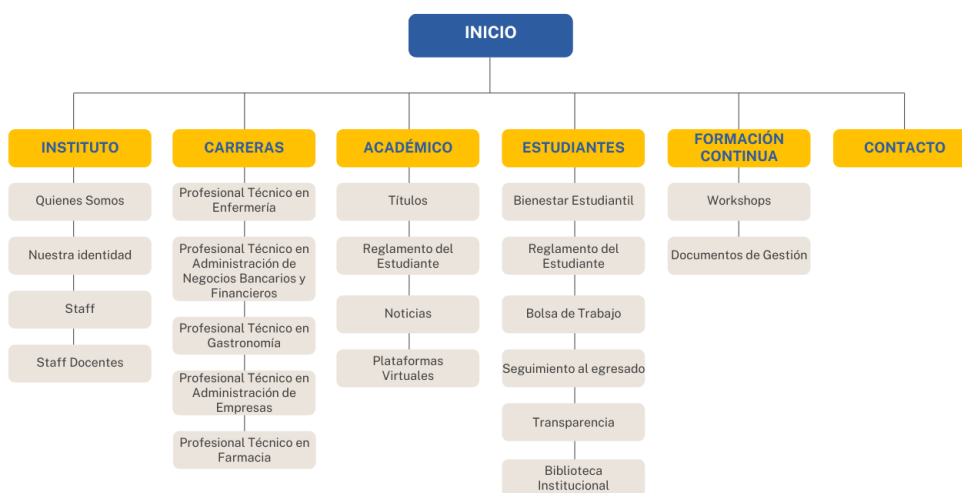 INICIO
INSTITUTO
Quienes Somos
Nuestra identidad
Staff
Staff Docentes
CARRERAS
Profesional Técnico en
Enfermería
Profesional Técnico en
Administración de
Negocios Bancarios y
Financieros
Profesional Técnico en
Gastronomía
Profesional Técnico en
Administración de
Empresas
Profesional Técnico en
Farmacia
ACADÉMICO
Títulos
Reglamento del
Estudiante
Noticias
Plataformas
Virtuales
ESTUDIANTES
Bienestar Estudiantil
Reglamento del
Estudiante
Bolsa de Trabajo
Seguimiento al egresado
Transparencia
Biblioteca
Institucional
FORMACIÓN
CONTINUA
Workshops
Documentos de Gestión
CONTACTO